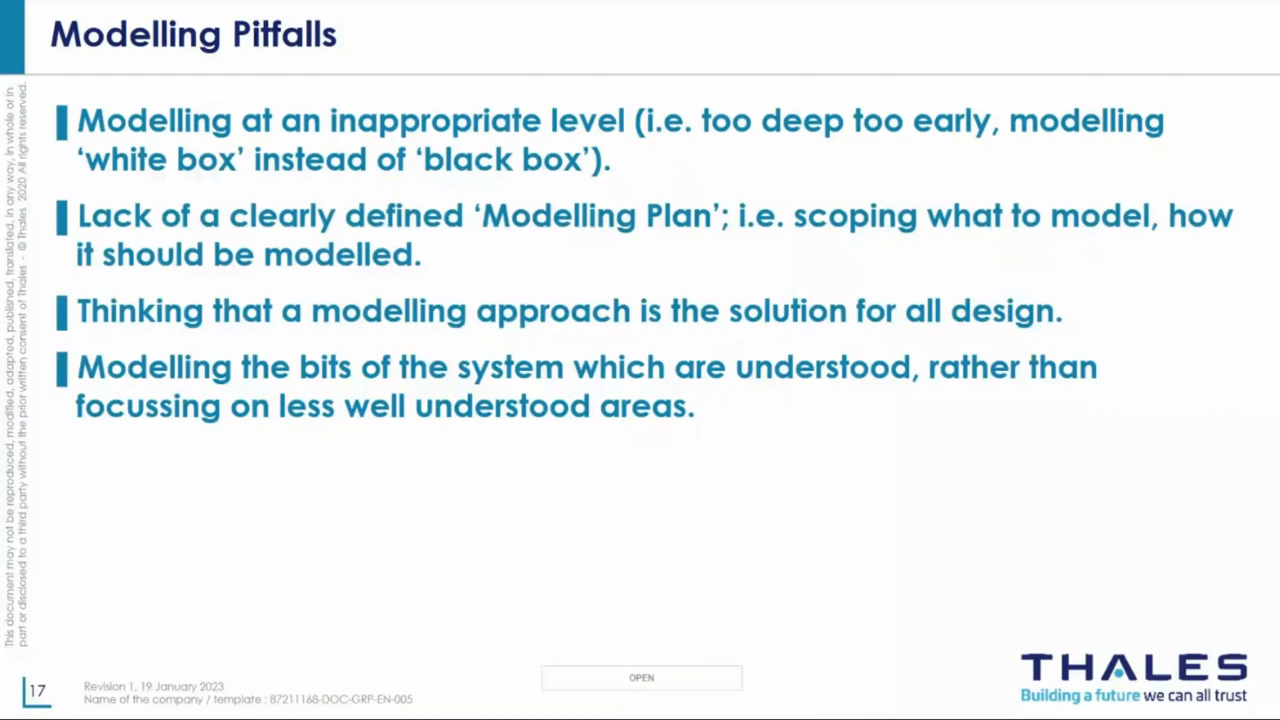 Modelling Pitfalls
Modelling at an inappropriate level (i.e. too deep too early, modelling
‘white box’ instead of ‘black box’).
Lack of a clearly defined ‘Modelling Plan’; i.e. scoping what to model, how
it should be modelled.
Thinking that a modelling approach is the solution for all design.
Modelling the bits of the system which are understood, rather than
focussing on less well understood areas.
This document may not be reproduced, modified, adapted, published, translated, in any way, in whole or in
part or disclosed to a third party without the prior written consent of Thales - © Thales 2020 All rights reserved.
17
Revision 1, 19 January 2023
Name of the company / template : 87211168-DOC-GRP-EN-005
OPEN
THALES
Building a future we can all trust